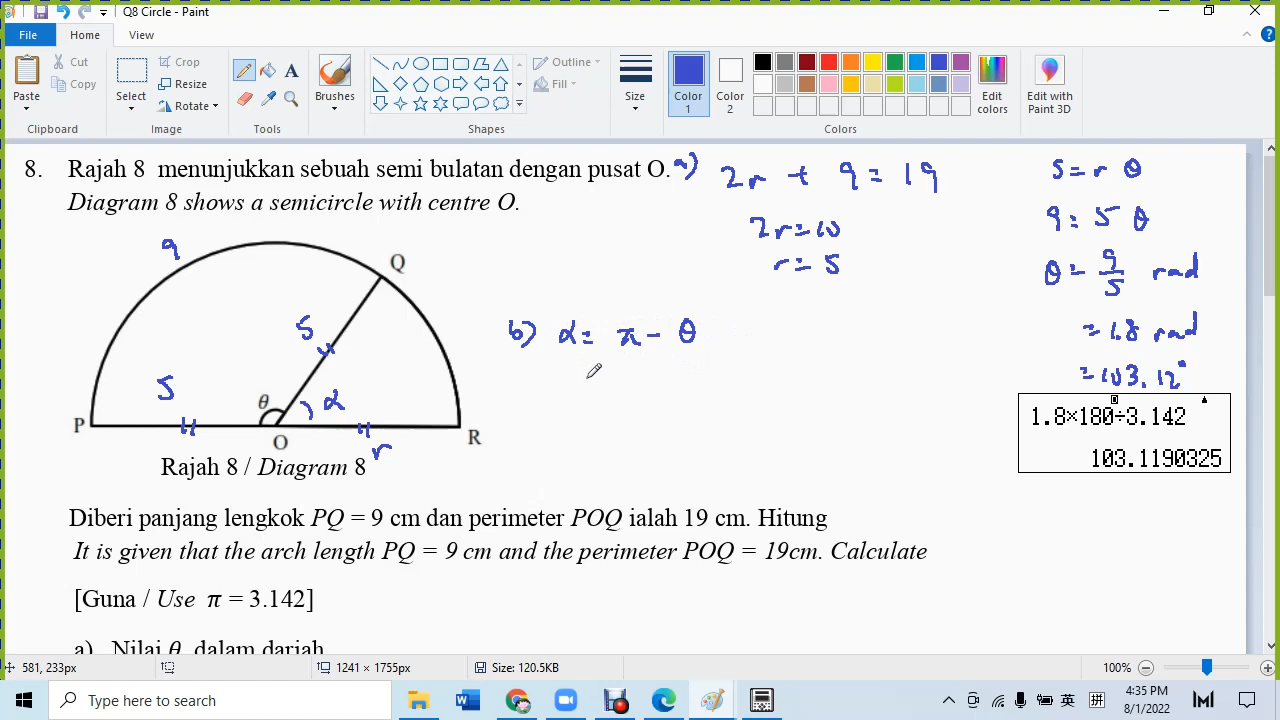 Q8 Circle - Paint
File
Home
View
Paste
Cut
Copy
Clipboard
Select
Crop
Resize
Rotate
Image
Tools
Brushes
Shapes
Outline
Fill
Size
Color 1
Color 2
Colors
Edit colors
Edit with Paint 3D
8. Rajah 8 menunjukkan sebuah semi bulatan dengan pusat O.
Diagram 8 shows a semicircle with centre O.
a) 2r + 9 = 19
2r = 10
r = 5
s = r θ
9 = 5 θ
θ = 9/5 rad
= 1.8 rad
= 103.12°
1.8×180÷3.142
103.1190325
b) α = π - θ
9
Q
5
5
θ
α
P
O
R
r
Rajah 8 / Diagram 8
Diberi panjang lengkok PQ = 9 cm dan perimeter POQ ialah 19 cm. Hitung
It is given that the arch length PQ = 9 cm and the perimeter POQ = 19cm. Calculate
[Guna / Use π = 3.142]
a) Nilai θ dalam darjah
581, 233px
1241 × 1755px
Size: 120.5KB
100%
Type here to search
英
拼
4:35 PM
8/1/2022